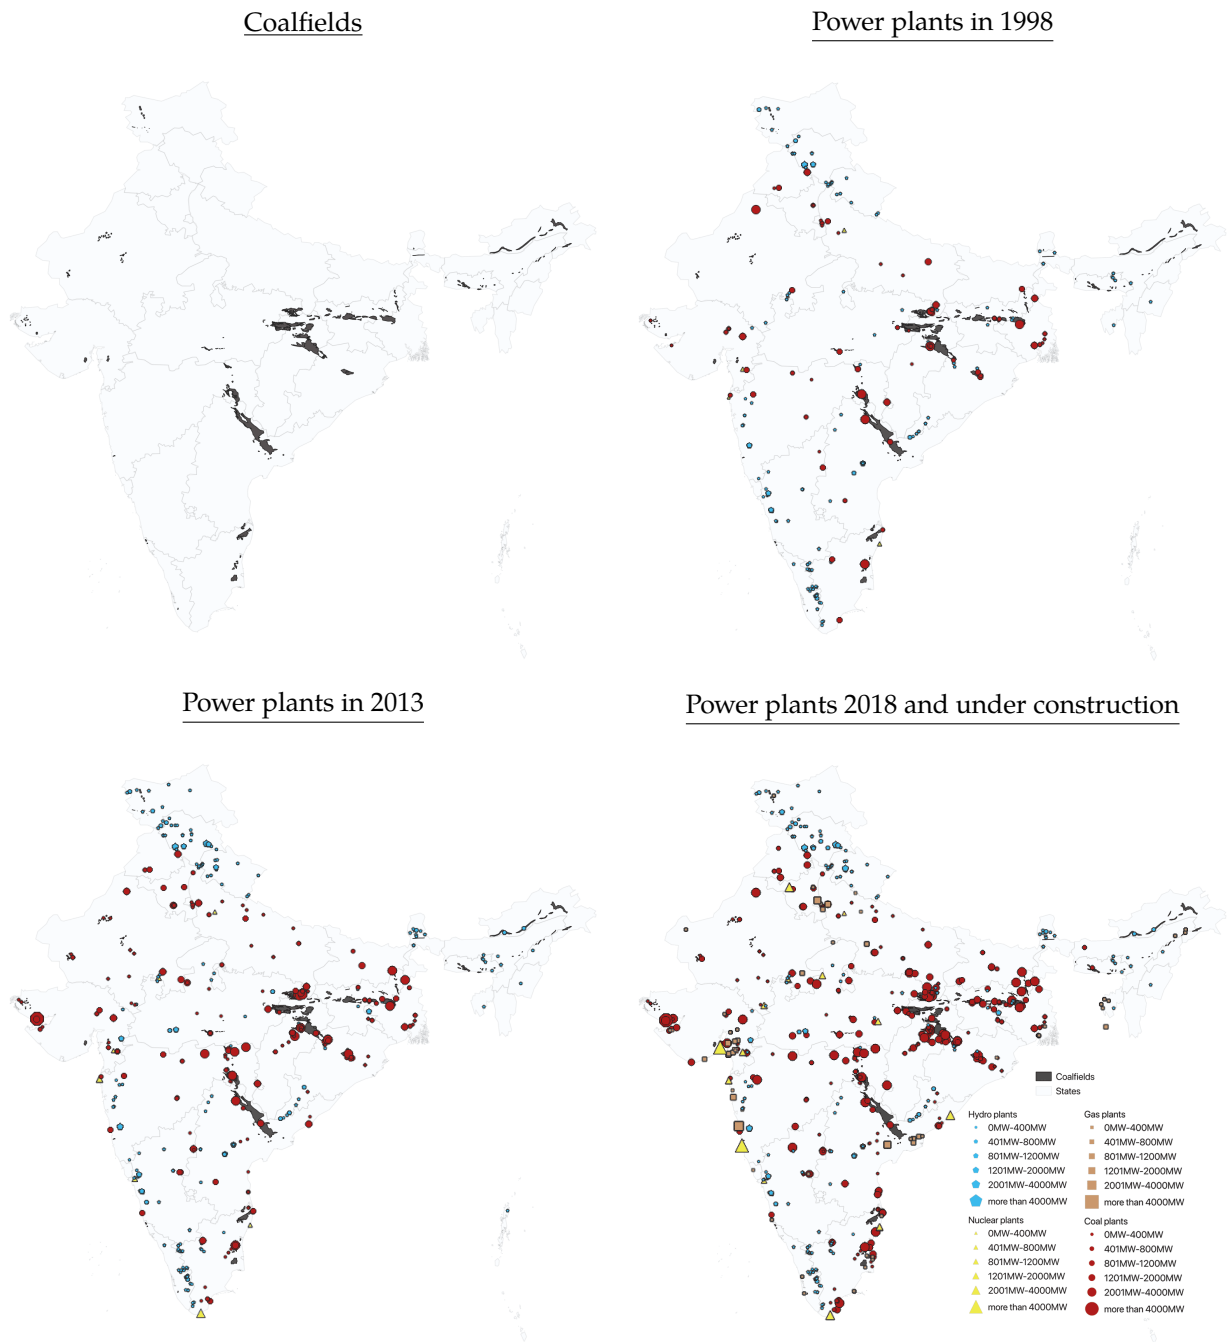 Coalfields
Power plants in 1998
Power plants in 2013
Power plants 2018 and under construction
Coalfields
States
Hydro plants
0MW-400MW
401MW-800MW
801MW-1200MW
1201MW-2000MW
2001MW-4000MW
more than 4000MW
Gas plants
0MW-400MW
401MW-800MW
801MW-1200MW
1201MW-2000MW
2001MW-4000MW
more than 4000MW
Nuclear plants
0MW-400MW
401MW-800MW
801MW-1200MW
1201MW-2000MW
2001MW-4000MW
more than 4000MW
Coal plants
0MW-400MW
401MW-800MW
801MW-1200MW
1201MW-2000MW
2001MW-4000MW
more than 4000MW